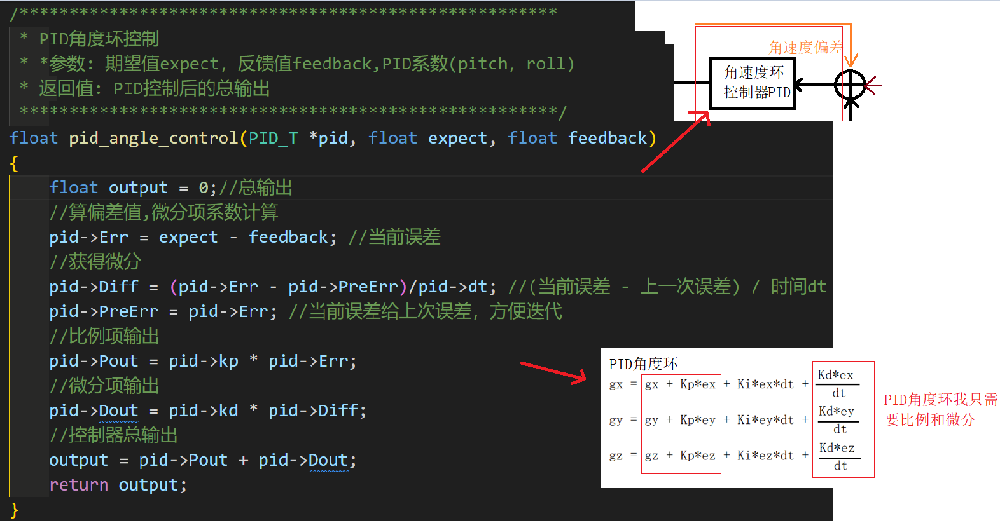 /******************************************************
* PID角度环控制
* *参数: 期望值expect, 反馈值feedback,PID系数(pitch, roll)
* 返回值: PID控制后的总输出
******************************************************/
float pid_angle_control(PID_T *pid, float expect, float feedback)
{
float output = 0;//总输出
//算偏差值,微分项系数计算
pid->Err = expect - feedback; //当前误差
//获得微分
pid->Diff = (pid->Err - pid->PreErr)/pid->dt; //(当前误差 - 上一次误差) / 时间dt
pid->PreErr = pid->Err; //当前误差给上次误差, 方便迭代
//比例项输出
pid->Pout = pid->kp * pid->Err;
//微分项输出
pid->Dout = pid->kd * pid->Diff;
//控制器总输出
output = pid->Pout + pid->Dout;
return output;
}
角速度偏差
角速度环
控制器PID
-
PID角度环
gx = gx + Kp*ex + Ki*ex*dt + Kd*ex
dt
gy = gy + Kp*ey + Ki*ey*dt + Kd*ey
dt
gz = gz + Kp*ez + Ki*ez*dt + Kd*ez
dt
PID角度环我只需
要比例和微分